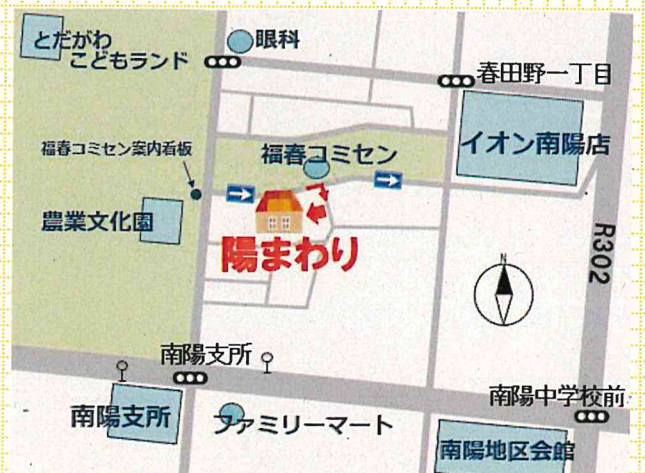 とだがわ
こどもランド
眼科
春田野一丁目
イオン南陽店
福春コミセン案内看板
福春コミセン
農業文化園
陽まわり
R302
N
南陽支所
南陽中学校前
南陽支所
ファミリーマート
南陽地区会館